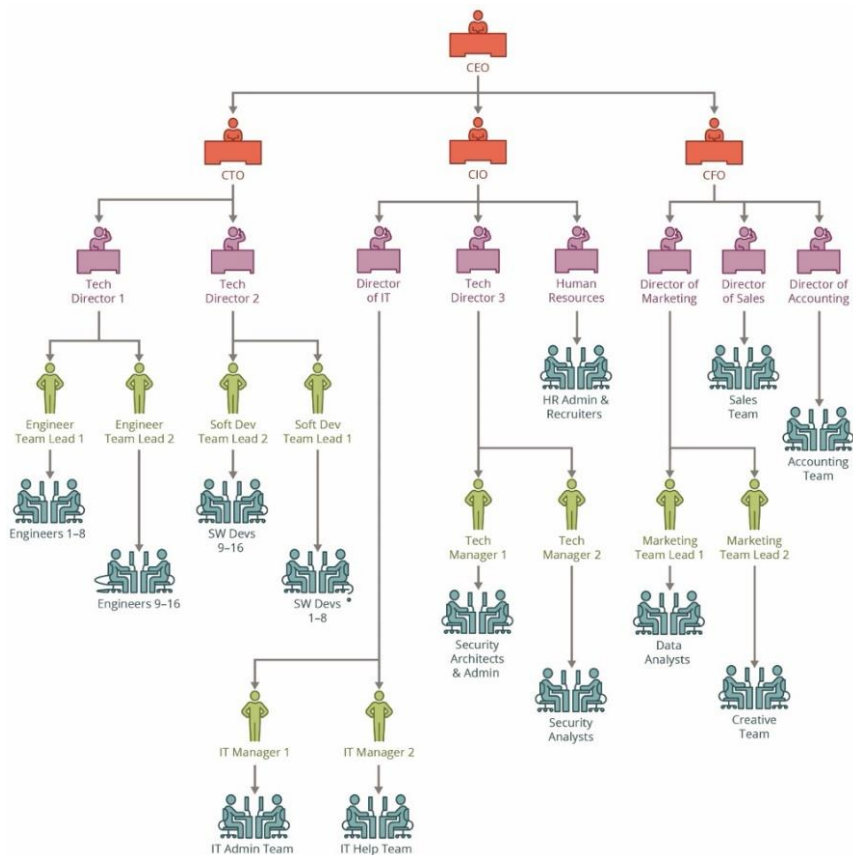 CEO
CTO
CIO
CFO
Tech
Director 1
Tech
Director 2
Director
of IT
Tech
Director 3
Human
Resources
Director of
Marketing
Director
of Sales
Director of
Accounting
Engineer
Team Lead 1
Engineer
Team Lead 2
Soft Dev
Team Lead 2
Soft Dev
Team Lead 1
HR Admin &
Recruiters
Sales
Team
Accounting
Team
Engineers 1–8
SW Devs
9–16
Engineers 9–16
SW Devs
1–8
Tech
Manager 1
Tech
Manager 2
Marketing
Team Lead 1
Marketing
Team Lead 2
Security
Architects
& Admin
Data
Analysts
Security
Analysts
Creative
Team
IT Manager 1
IT Manager 2
IT Admin Team
IT Help Team